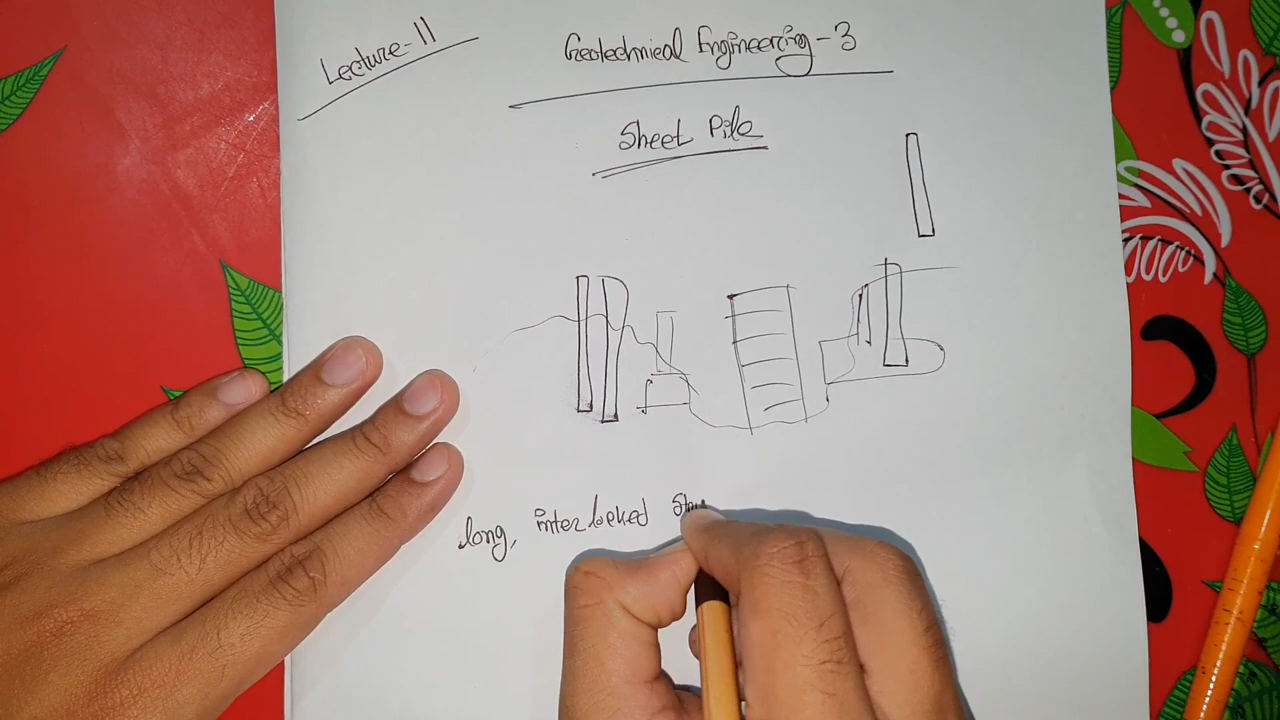 Lecture-11
Geotechnical Engineering-3
Sheet Pile
long, interlocked